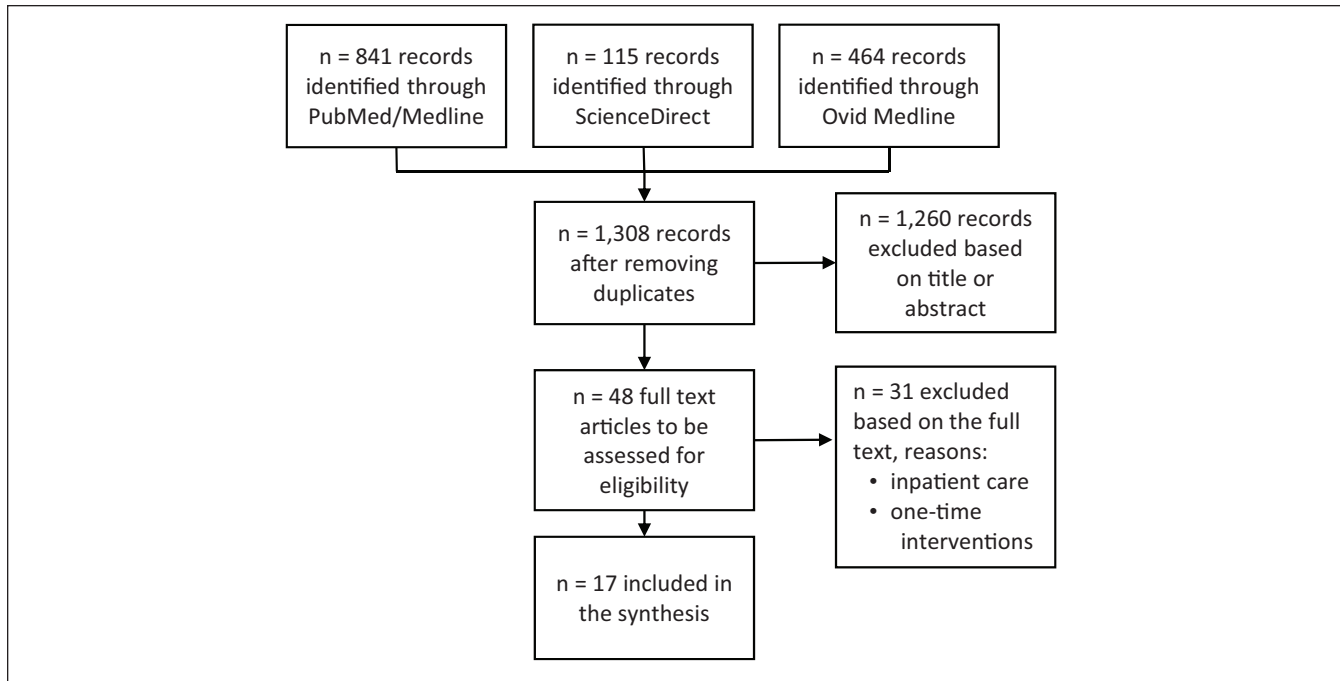 n = 841 records
identified through
PubMed/Medline
n = 115 records
identified through
ScienceDirect
n = 464 records
identified through
Ovid Medline
n = 1,308 records
after removing
duplicates
n = 1,260 records
excluded based
on title or
abstract
n = 48 full text
articles to be
assessed for
eligibility
n = 31 excluded
based on the full
text, reasons:
• inpatient care
• one-time
interventions
n = 17 included in
the synthesis